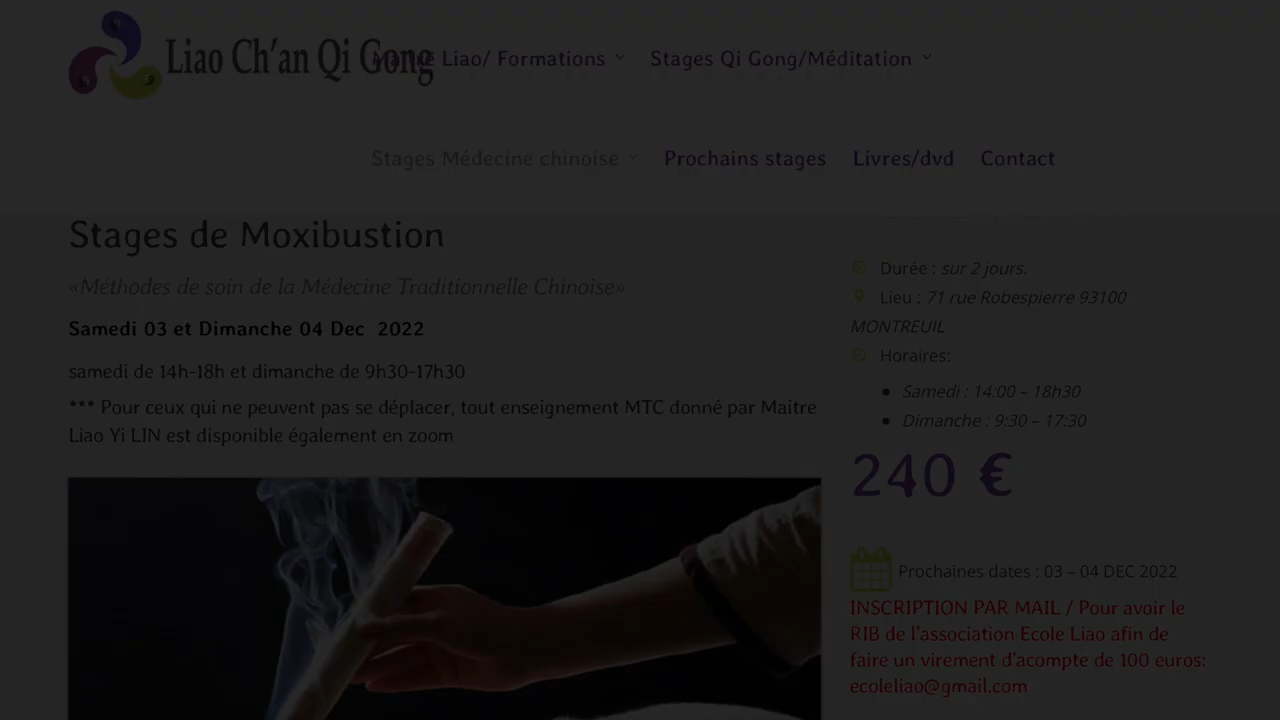 Liao Ch'an Qi Gong
Maitre Liao/ Formations
Stages Qi Gong/Méditation
Stages Médecine chinoise
Prochains stages
Livres/dvd
Contact
Stages de Moxibustion
«Méthodes de soin de la Médecine Traditionnelle Chinoise»
Samedi 03 et Dimanche 04 Dec 2022
samedi de 14h-18h et dimanche de 9h30-17h30
*** Pour ceux qui ne peuvent pas se déplacer, tout enseignement MTC donné par Maitre
Liao Yi LIN est disponible également en zoom
Durée : sur 2 jours.
Lieu : 71 rue Robespierre 93100
MONTREUIL
Horaires:
Samedi : 14:00 – 18h30
Dimanche : 9:30 – 17:30
240 €
Prochaines dates : 03 – 04 DEC 2022
INSCRIPTION PAR MAIL / Pour avoir le
RIB de l'association Ecole Liao afin de
faire un virement d'acompte de 100 euros:
ecoleliao@gmail.com